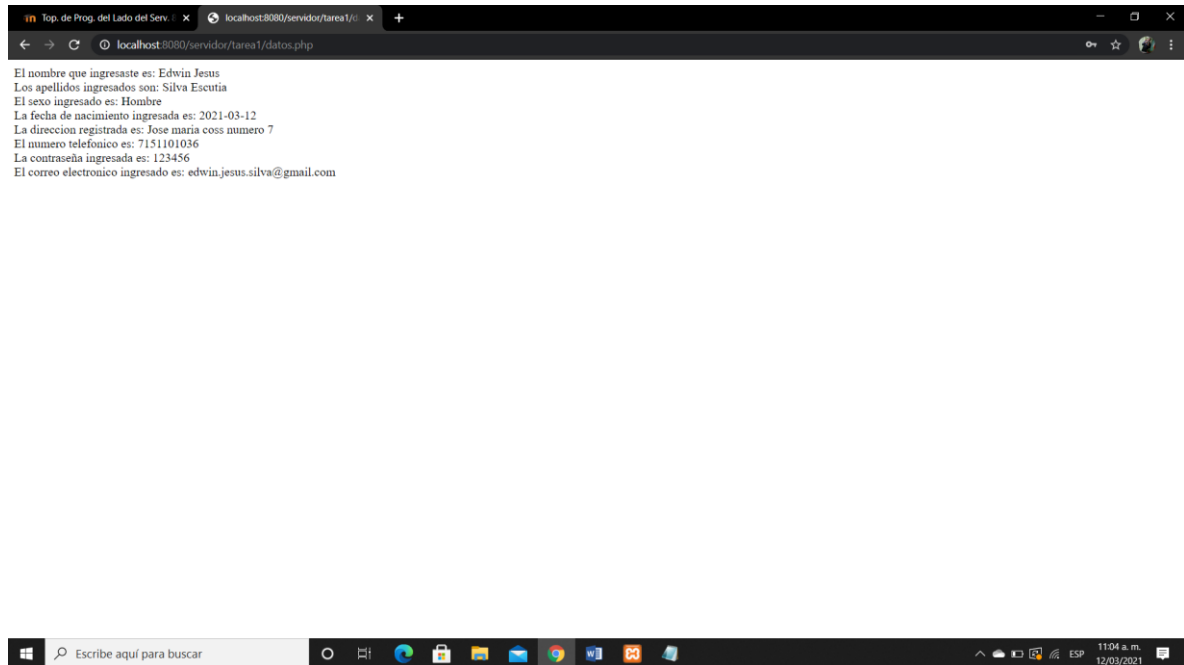 Top. de Prog. del Lado del Serv.
localhost:8080/servidor/tarea1/d
localhost:8080/servidor/tarea1/datos.php
El nombre que ingresaste es: Edwin Jesus
Los apellidos ingresados son: Silva Escutia
El sexo ingresado es: Hombre
La fecha de nacimiento ingresada es: 2021-03-12
La direccion registrada es: Jose maria coss numero 7
El numero telefonico es: 7151101036
La contraseña ingresada es: 123456
El correo electronico ingresado es: edwin.jesus.silva@gmail.com
Escribe aquí para buscar
ESP
11:04 a. m.
12/03/2021